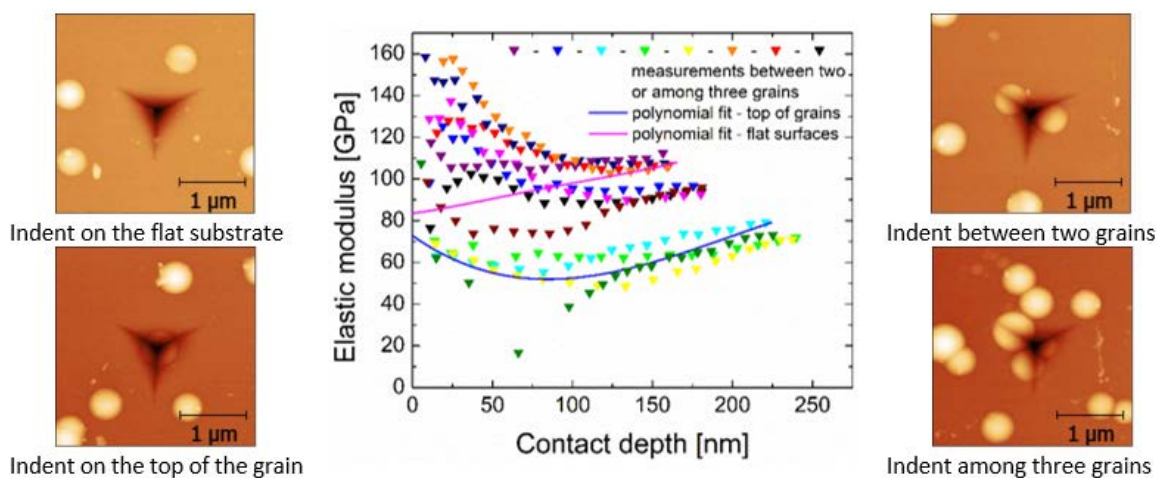 1 μm
Indent on the flat substrate
1 μm
Indent on the top of the grain
Elastic modulus [GPa]
160
140
120
100
80
60
40
20
0
measurements between two
or among three grains
polynomial fit - top of grains
polynomial fit - flat surfaces
0 50 100 150 200 250
Contact depth [nm]
1 μm
Indent between two grains
1 μm
Indent among three grains